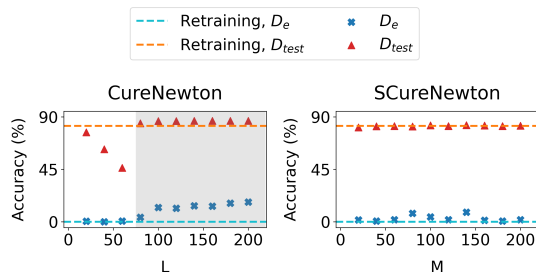 Retraining, D_e
D_e
Retraining, D_test
D_test
CureNewton
SCureNewton
Accuracy (%)
90
45
0
0 50 100 150 200
L
Accuracy (%)
90
45
0
0 50 100 150 200
M